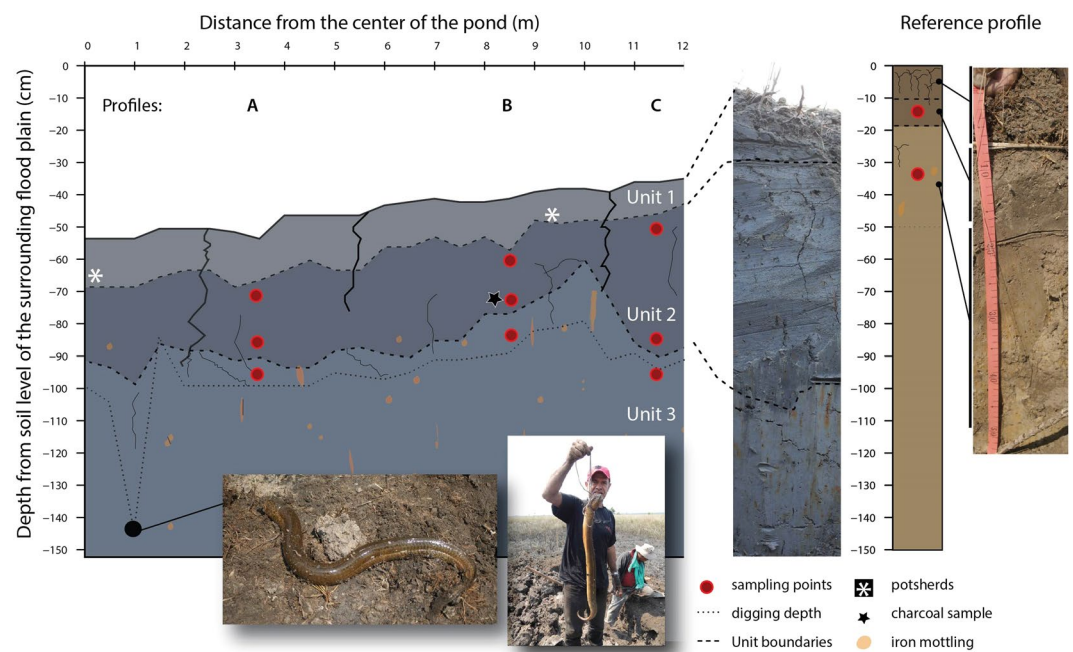 Distance from the center of the pond (m)
Reference profile
0 1 2 3 4 5 6 7 8 9 10 11 12
Depth from soil level of the surrounding flood plain (cm)
0
−10
−20
−30
−40
−50
−60
−70
−80
−90
−100
−110
−120
−130
−140
−150
Profiles: A B C
Unit 1
Unit 2
Unit 3
0
−10
−20
−30
−40
−50
−60
−70
−80
−90
−100
−110
−120
−130
−140
−150
sampling points
potsherds
digging depth
charcoal sample
Unit boundaries
iron mottling